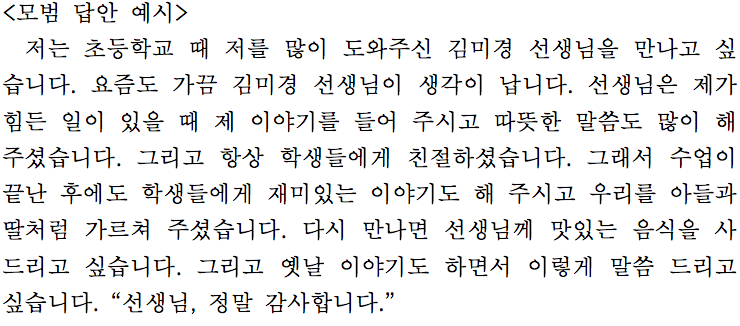 <모범 답안 예시>
저는 초등학교 때 저를 많이 도와주신 김미경 선생님을 만나고 싶
습니다. 요즘도 가끔 김미경 선생님이 생각이 납니다. 선생님은 제가
힘든 일이 있을 때 제 이야기를 들어 주시고 따뜻한 말씀도 많이 해
주셨습니다. 그리고 항상 학생들에게 친절하셨습니다. 그래서 수업이
끝난 후에도 학생들에게 재미있는 이야기도 해 주시고 우리를 아들과
딸처럼 가르쳐 주셨습니다. 다시 만나면 선생님께 맛있는 음식을 사
드리고 싶습니다. 그리고 옛날 이야기도 하면서 이렇게 말씀 드리고
싶습니다. “선생님, 정말 감사합니다.”